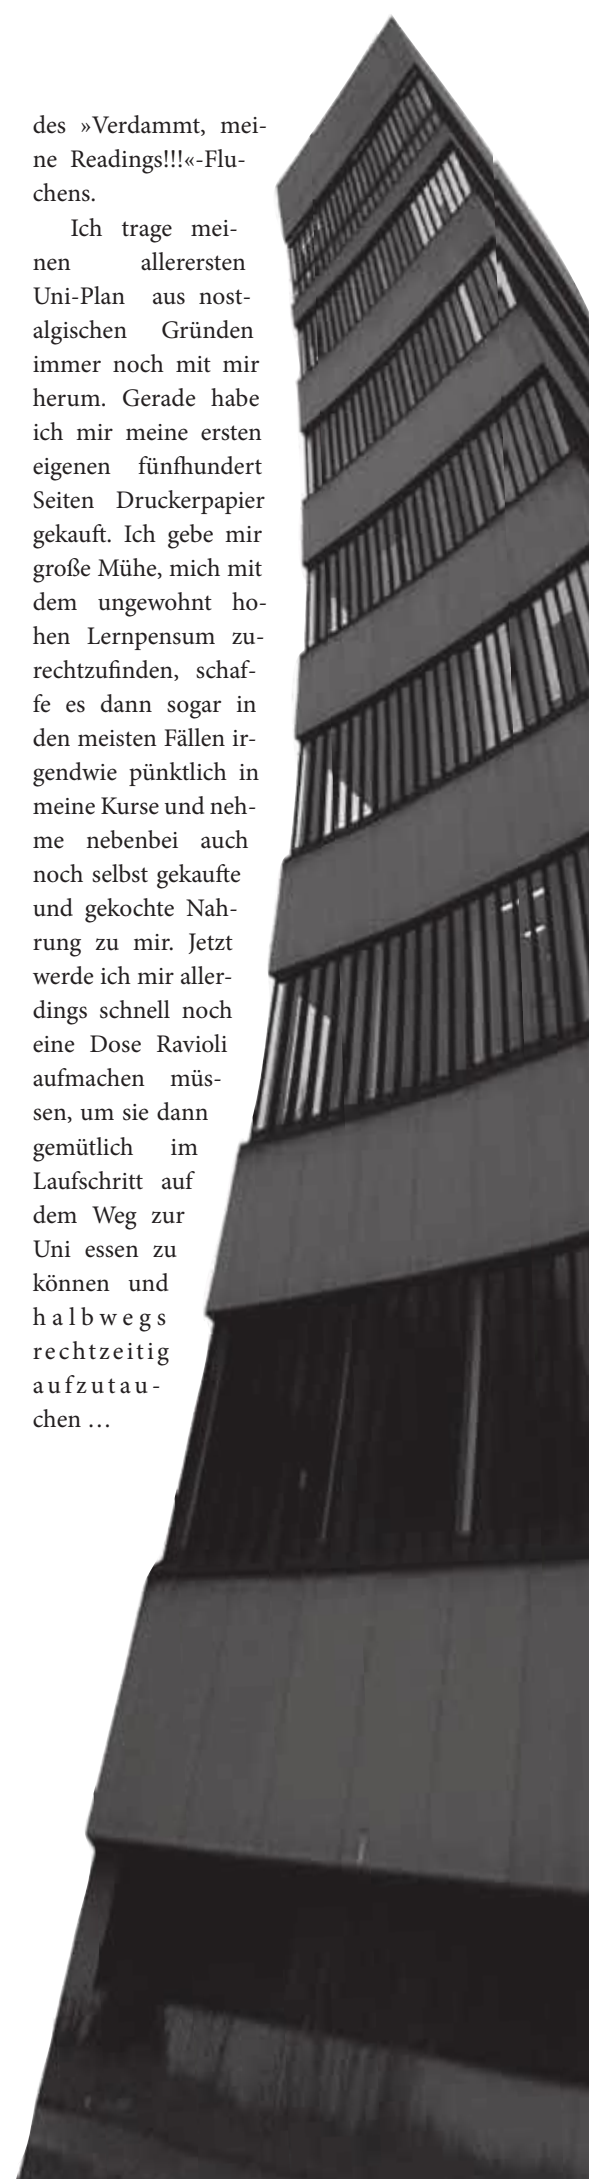 des »Verdammt, mei-
ne Readings!!!«-Flu-
chens.
Ich trage mei-
nen allerersten
Uni-Plan aus nost-
algischen Gründen
immer noch mit mir
herum. Gerade habe
ich mir meine ersten
eigenen fünfhundert
Seiten Druckerpapier
gekauft. Ich gebe mir
große Mühe, mich mit
dem ungewohnt ho-
hen Lernpensum zu-
rechtzufinden, schaf-
fe es dann sogar in
den meisten Fällen ir-
gendwie pünktlich in
meine Kurse und neh-
me nebenbei auch
noch selbst gekaufte
und gekochte Nah-
rung zu mir. Jetzt
werde ich mir aller-
dings schnell noch
eine Dose Ravioli
aufmachen müs-
sen, um sie dann
gemütlich im
Laufschritt auf
dem Weg zur
Uni essen zu
können und
halbwegs
rechtzeitig
aufzutau-
chen …